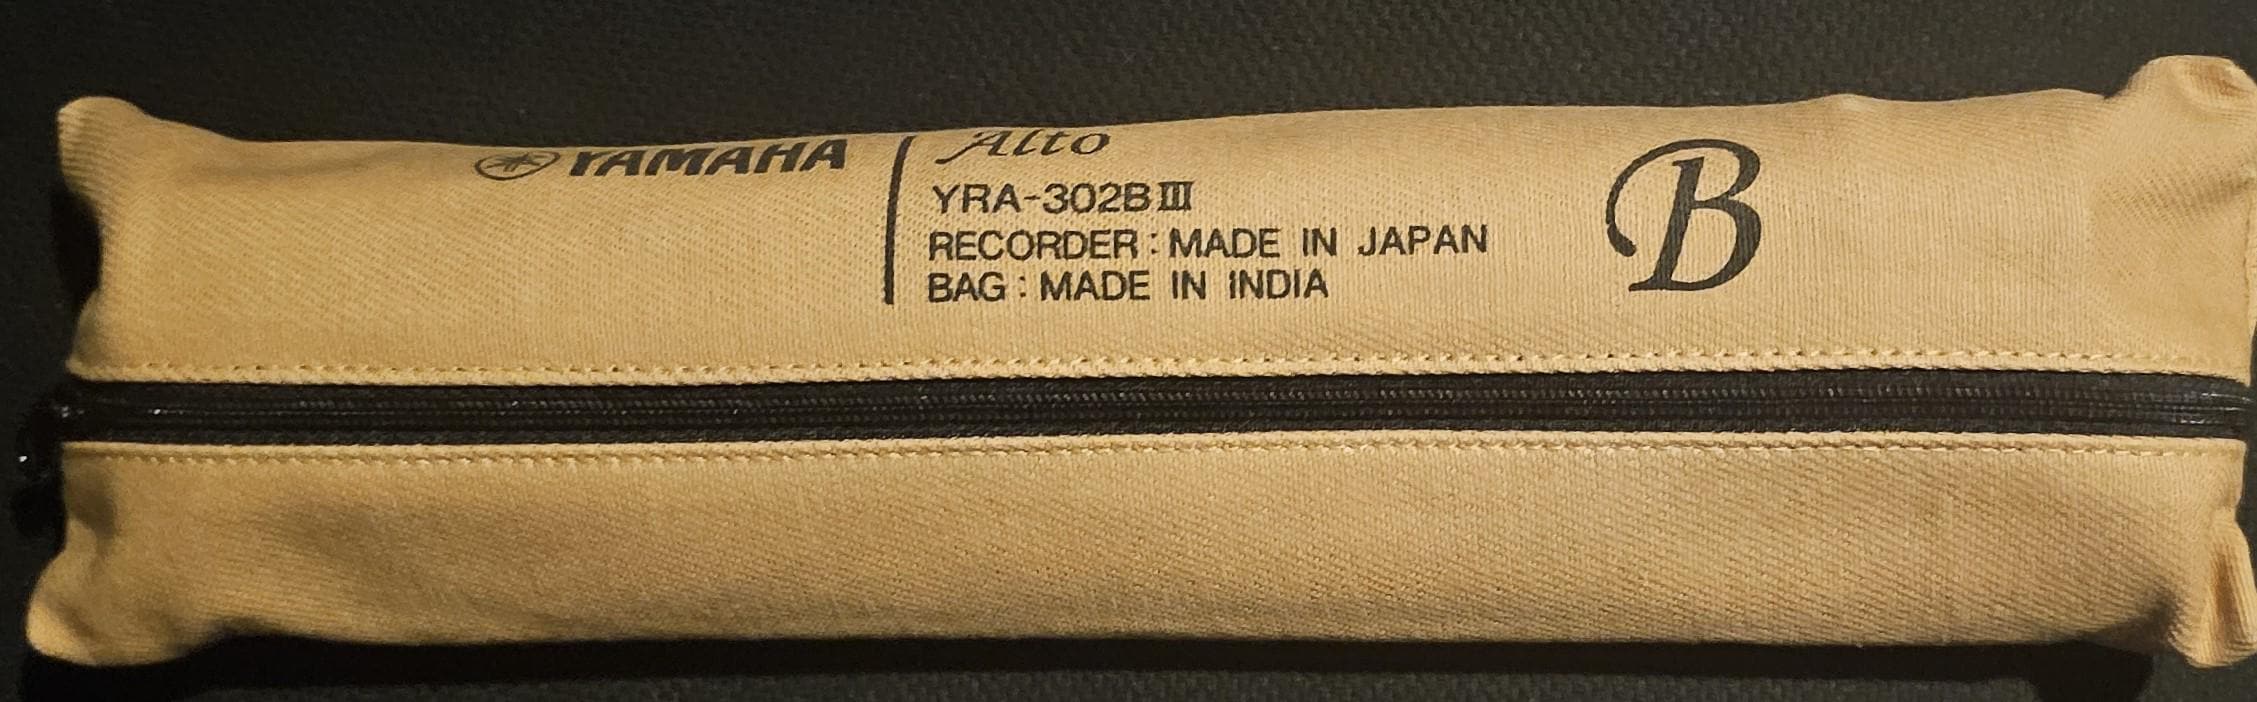 YAMAHA
Alto
YRA-302BⅢ
RECORDER : MADE IN JAPAN
BAG : MADE IN INDIA
B